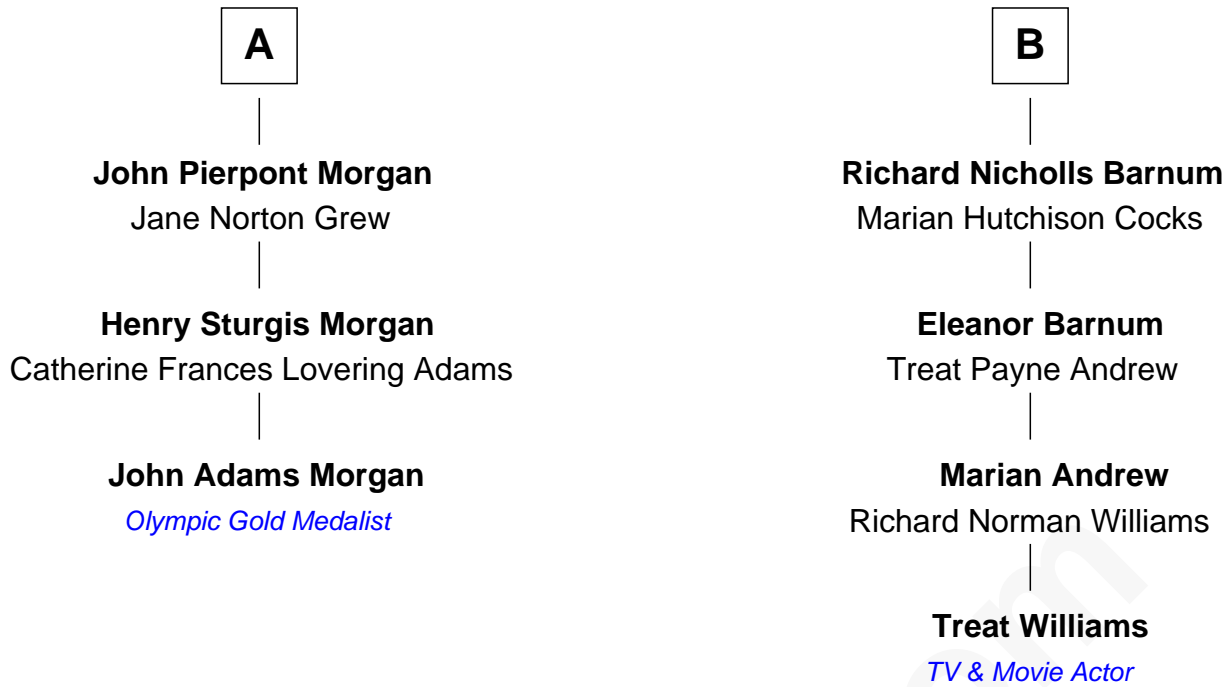 A
John Pierpont Morgan
Jane Norton Grew
Henry Sturgis Morgan
Catherine Frances Lovering Adams
John Adams Morgan
Olympic Gold Medalist
B
Richard Nicholls Barnum
Marian Hutchison Cocks
Eleanor Barnum
Treat Payne Andrew
Marian Andrew
Richard Norman Williams
Treat Williams
TV & Movie Actor